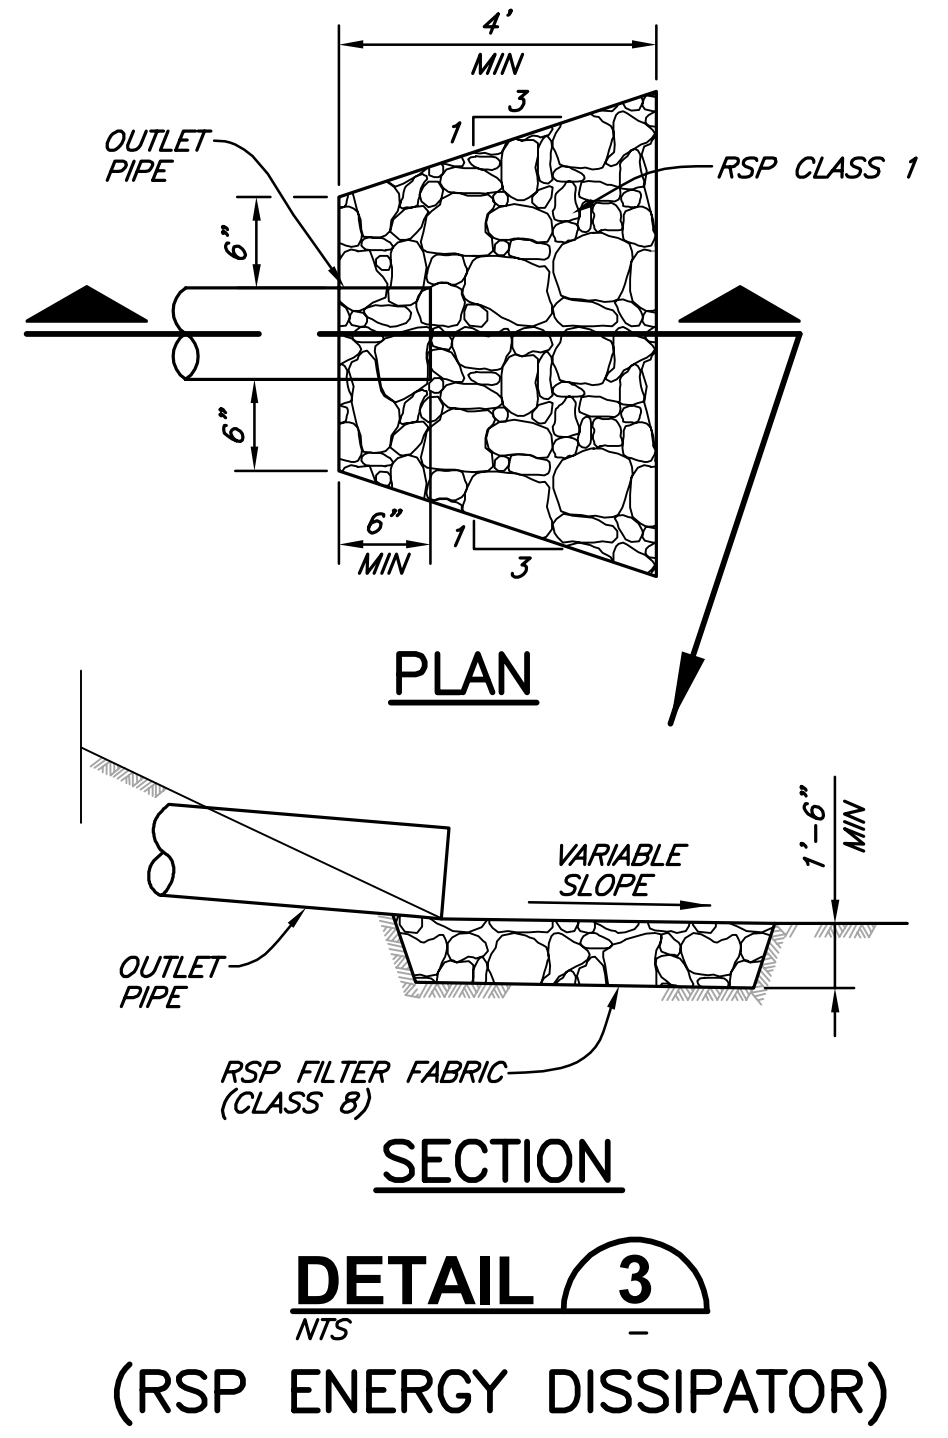 4'
MIN
3
1
OUTLET
PIPE
RSP CLASS 1
6"
6"
6"
MIN
1
3
PLAN
1'-6"
MIN
VARIABLE
SLOPE
OUTLET
PIPE
RSP FILTER FABRIC
(CLASS 8)
SECTION
DETAIL 3
NTS –
(RSP ENERGY DISSIPATOR)